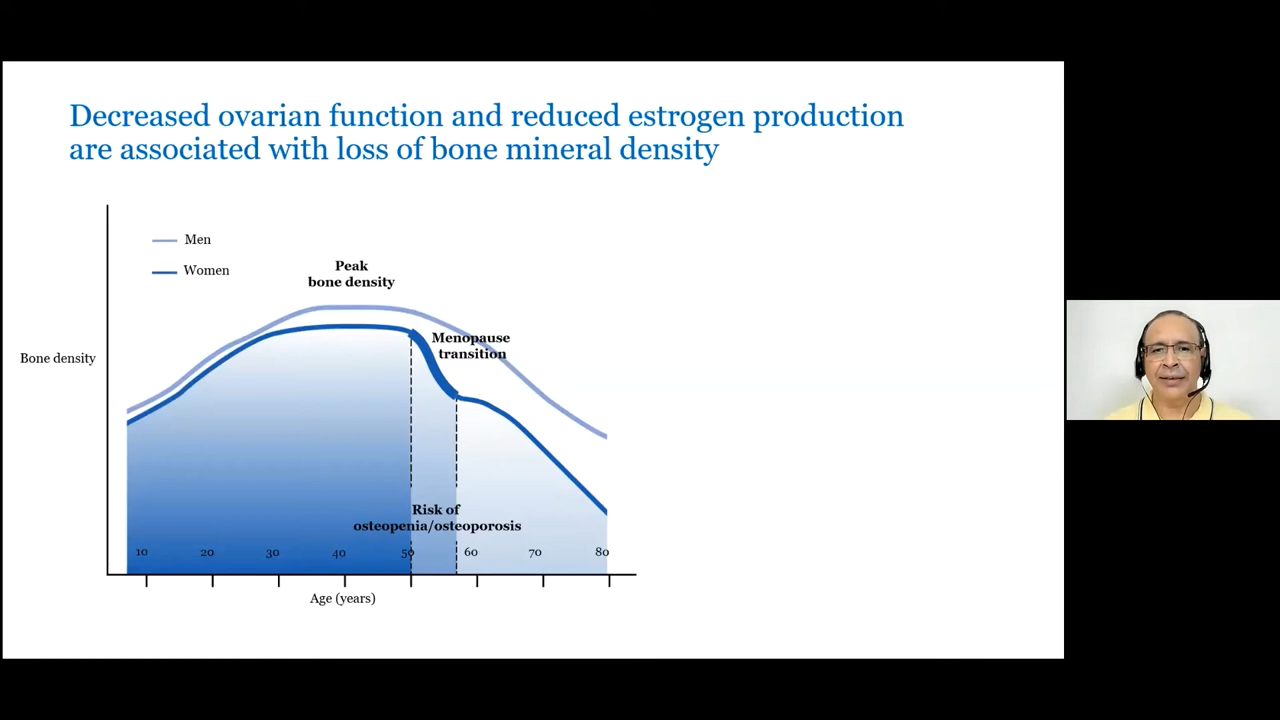 Decreased ovarian function and reduced estrogen production
are associated with loss of bone mineral density
Men
Women
Peak
bone density
Menopause
transition
Bone density
Risk of
osteopenia/osteoporosis
10 20 30 40 50 60 70 80
Age (years)